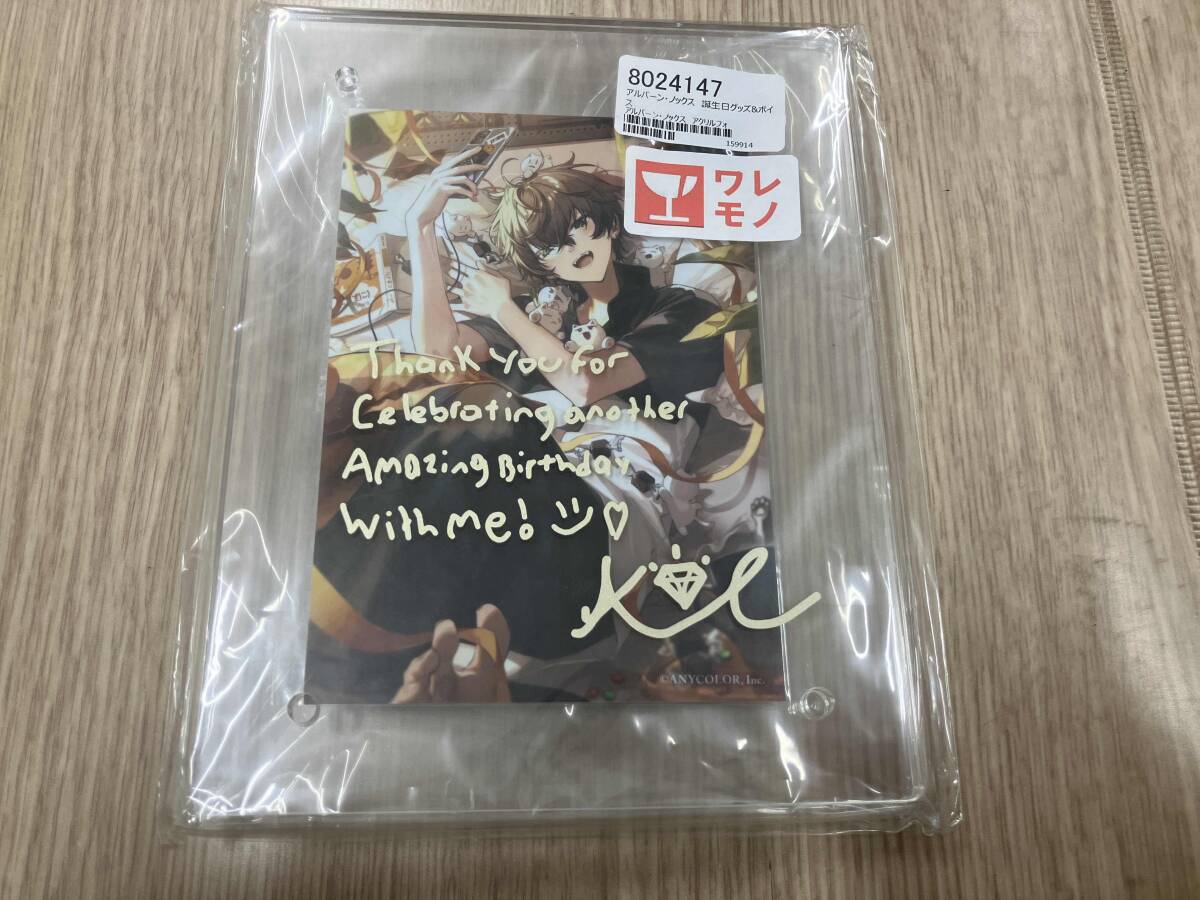 8024147
アルバーン・ノックス 誕生日グッズ&ボイ
ス
アルバーン・ノックス アクリルフォ
159914
ワレ
モノ
Thank You for
Celebrating another
Amazing Birthday
With me!
©ANYCOLOR, Inc.